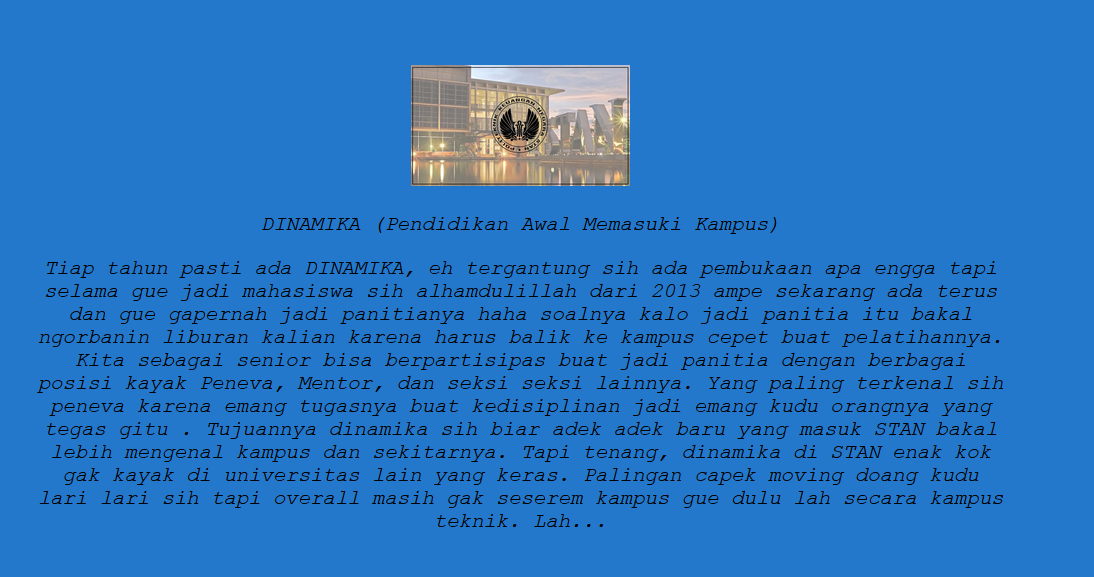 STAN
DINAMIKA (Pendidikan Awal Memasuki Kampus)
Tiap tahun pasti ada DINAMIKA, eh tergantung sih ada pembukaan apa engga tapi
selama gue jadi mahasiswa sih alhamdulillah dari 2013 ampe sekarang ada terus
dan gue gapernah jadi panitianya haha soalnya kalo jadi panitia itu bakal
ngorbanin liburan kalian karena harus balik ke kampus cepet buat pelatihannya.
Kita sebagai senior bisa berpartisipas buat jadi panitia dengan berbagai
posisi kayak Peneva, Mentor, dan seksi seksi lainnya. Yang paling terkenal sih
peneva karena emang tugasnya buat kedisiplinan jadi emang kudu orangnya yang
tegas gitu . Tujuannya dinamika sih biar adek adek baru yang masuk STAN bakal
lebih mengenal kampus dan sekitarnya. Tapi tenang, dinamika di STAN enak kok
gak kayak di universitas lain yang keras. Palingan capek moving doang kudu
lari lari sih tapi overall masih gak seserem kampus gue dulu lah secara kampus
teknik. Lah...